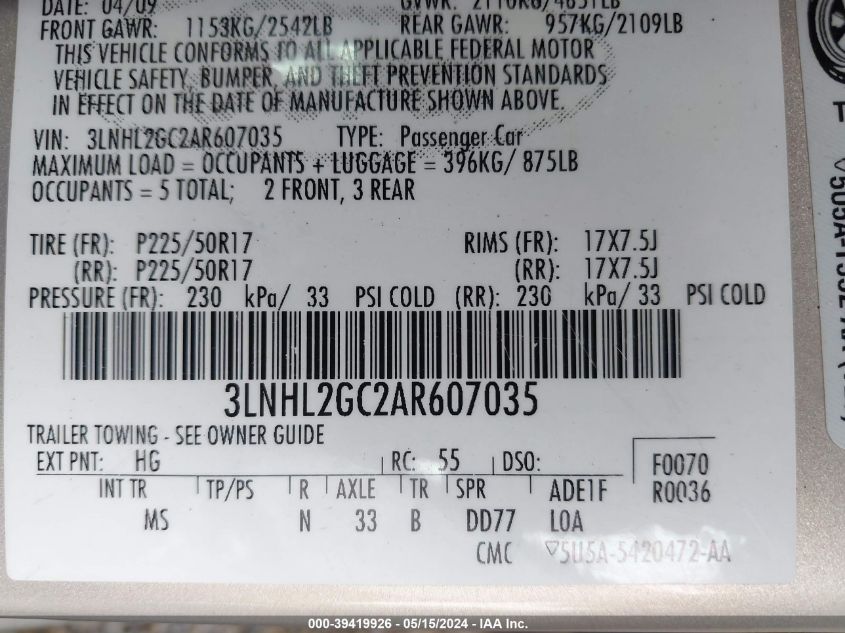 DATE: 04/09 GVWR: 2110KG/4651LB
FRONT GAWR: 1153KG/2542LB REAR GAWR: 957KG/2109LB
THIS VEHICLE CONFORMS TO ALL APPLICABLE FEDERAL MOTOR
VEHICLE SAFETY, BUMPER, AND THEFT PREVENTION STANDARDS
IN EFFECT ON THE DATE OF MANUFACTURE SHOWN ABOVE.
VIN: 3LNHL2GC2AR607035 TYPE: Passenger Car
MAXIMUM LOAD = OCCUPANTS + LUGGAGE = 396KG/ 875LB
OCCUPANTS = 5 TOTAL; 2 FRONT, 3 REAR
TIRE (FR): P225/50R17 RIMS (FR): 17X7.5J
(RR): P225/50R17 (RR): 17X7.5J
PRESSURE (FR): 230 kPa/ 33 PSI COLD (RR): 230 kPa/ 33 PSI COLD
3LNHL2GC2AR607035
TRAILER TOWING - SEE OWNER GUIDE
EXT PNT: HG RC: 55 DSO: F0070
INT TR TP/PS R AXLE TR SPR ADE1F R0036
MS N 33 B DD77 LOA
CMC ▽5U5A-5420472-AA
000-39419926 - 05/15/2024 - IAA Inc.